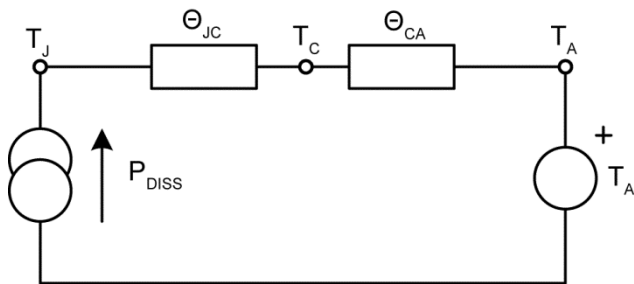 Θ_JC
Θ_CA
T_J
T_C
T_A
P_DISS
+
T_A